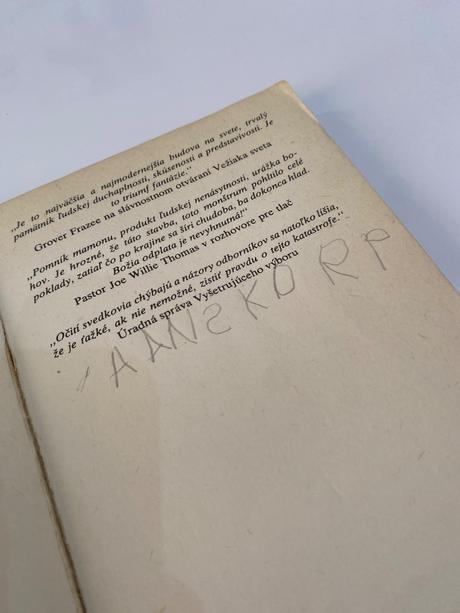 „Je to najväčšia a najmodernejšia budova na svete, trvalý
pamätník ľudskej duchaplnosti, skúsenosti a predstavivosti. Je
to triumf fantázie.“
Grover Frazee na slávnostnom otváraní Vežiaka sveta
„Pomník mamonu, produkt ľudskej nenásytnosti, urážka bo-
hov. Je hrozné, že táto stavba, toto monštrum pohltilo celé
poklady, zatiaľ čo po krajine sa šíri chudoba, ba dokonca hlad.
Božia odplata je nevyhnutná!“
Pastor Joe Willie Thomas v rozhovore pre tlač
„Očití svedkovia chýbajú a názory odborníkov sa natoľko líšia,
že je ťažké, ak nie nemožné, zistiť pravdu o tejto katastrofe.“
Úradná správa Vyšetrujúceho výboru
AANSKORP